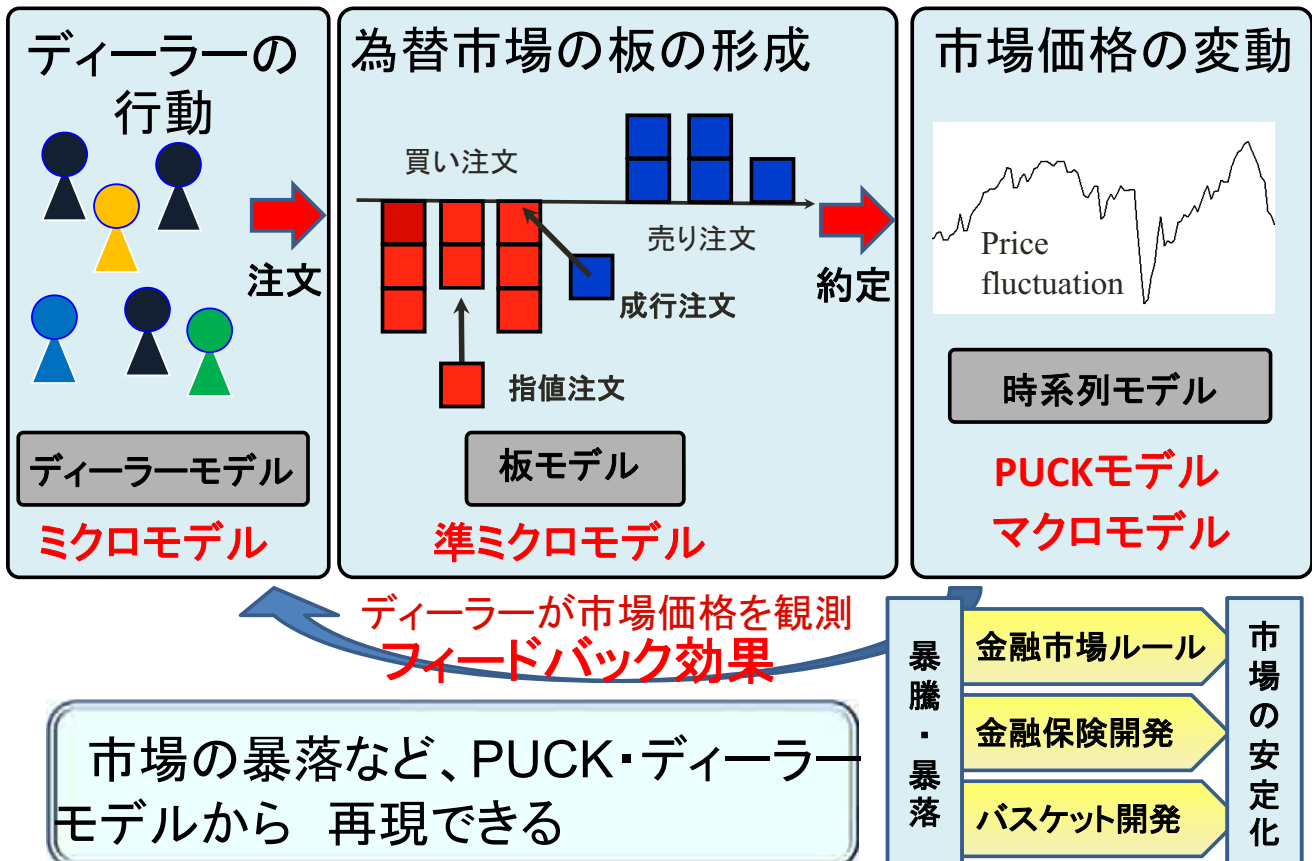 ディーラーの
行動
注文
ディーラーモデル
ミクロモデル
為替市場の板の形成
買い注文
売り注文
成行注文
指値注文
約定
板モデル
準ミクロモデル
市場価格の変動
Price
fluctuation
時系列モデル
PUCKモデル
マクロモデル
ディーラーが市場価格を観測
フィードバック効果
市場の暴落など、PUCK・ディーラー
モデルから 再現できる
暴騰・暴落
金融市場ルール
金融保険開発
バスケット開発
市場の安定化